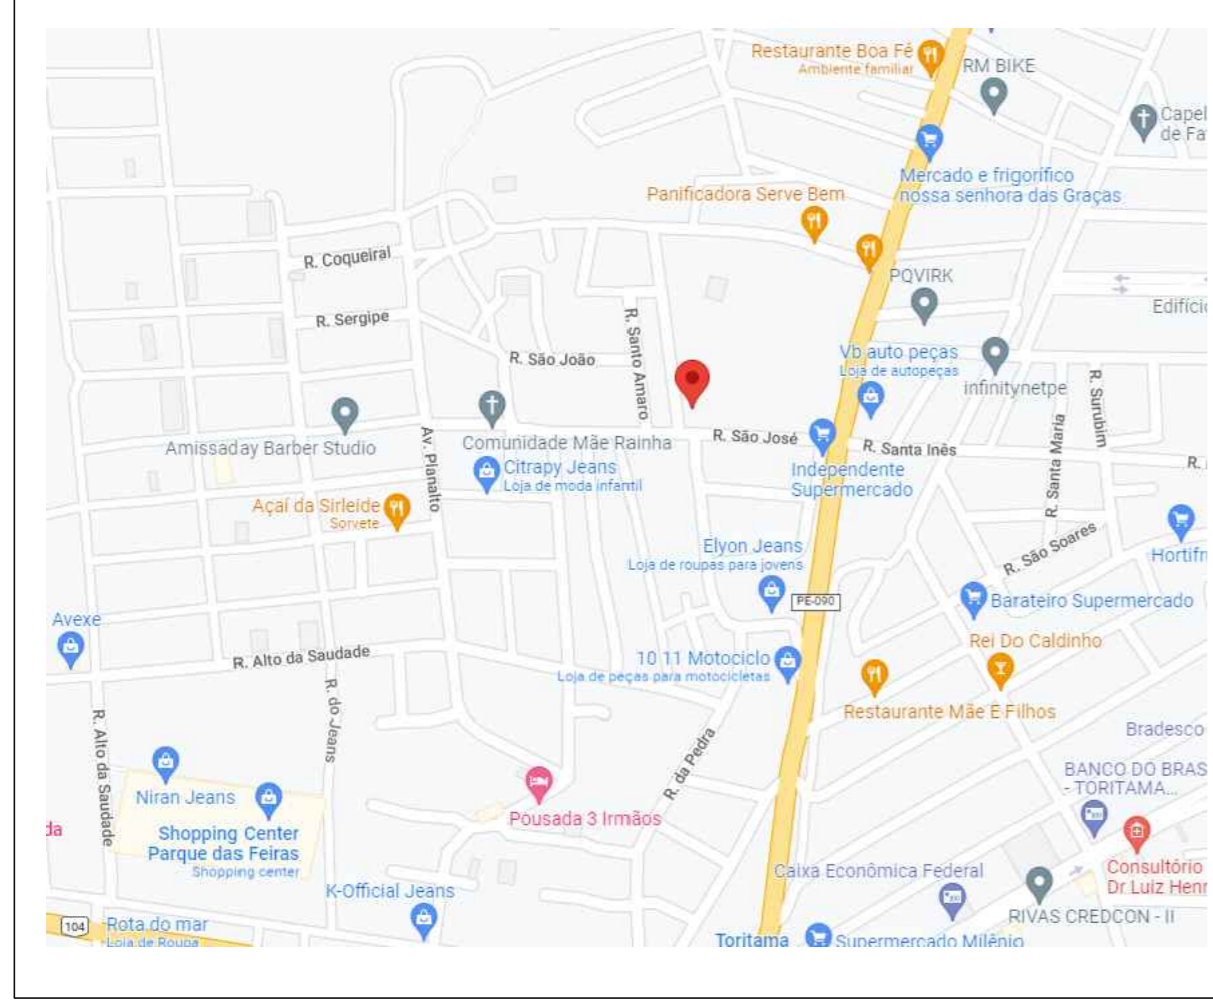 Restaurante Boa Fé
Ambiente familiar
RM BIKE
Capel
de Fa
Mercado e frigorífico
nossa senhora das Graças
Panificadora Serve Bem
R. Coqueiral
PQVIRK
Edifíci
R. Sergipe
R. Santo Amaro
R. São João
Vb auto peças
Loja de autopeças
infinitynetpe
R. Surubim
Amissaday Barber Studio
Comunidade Mãe Rainha
R. São José
R. Santa Inês
R. Santa Maria
R.
Av. Planalto
Citrapy Jeans
Loja de moda infantil
Independente
Supermercado
Açaí da Sirleide
Sorvete
Elyon Jeans
Loja de roupas para jovens
R. São Soares
Hortifr
PE-090
Barateiro Supermercado
Avexe
Rei Do Caldinho
R. Alto da Saudade
10 11 Motociclo
Loja de peças para motocicletas
R. do Jeans
Restaurante Mãe E Filhos
R. Alto da Saudade
R. da Pedra
Bradesco
BANCO DO BRAS
- TORITAMA...
Niran Jeans
Pousada 3 Irmãos
da
Shopping Center
Parque das Feiras
Shopping center
Caixa Econômica Federal
Consultório
Dr Luiz Henr
K-Official Jeans
RIVAS CREDCON - II
104
Rota do mar
Loja de Roupa
Toritama
Supermercado Milênio